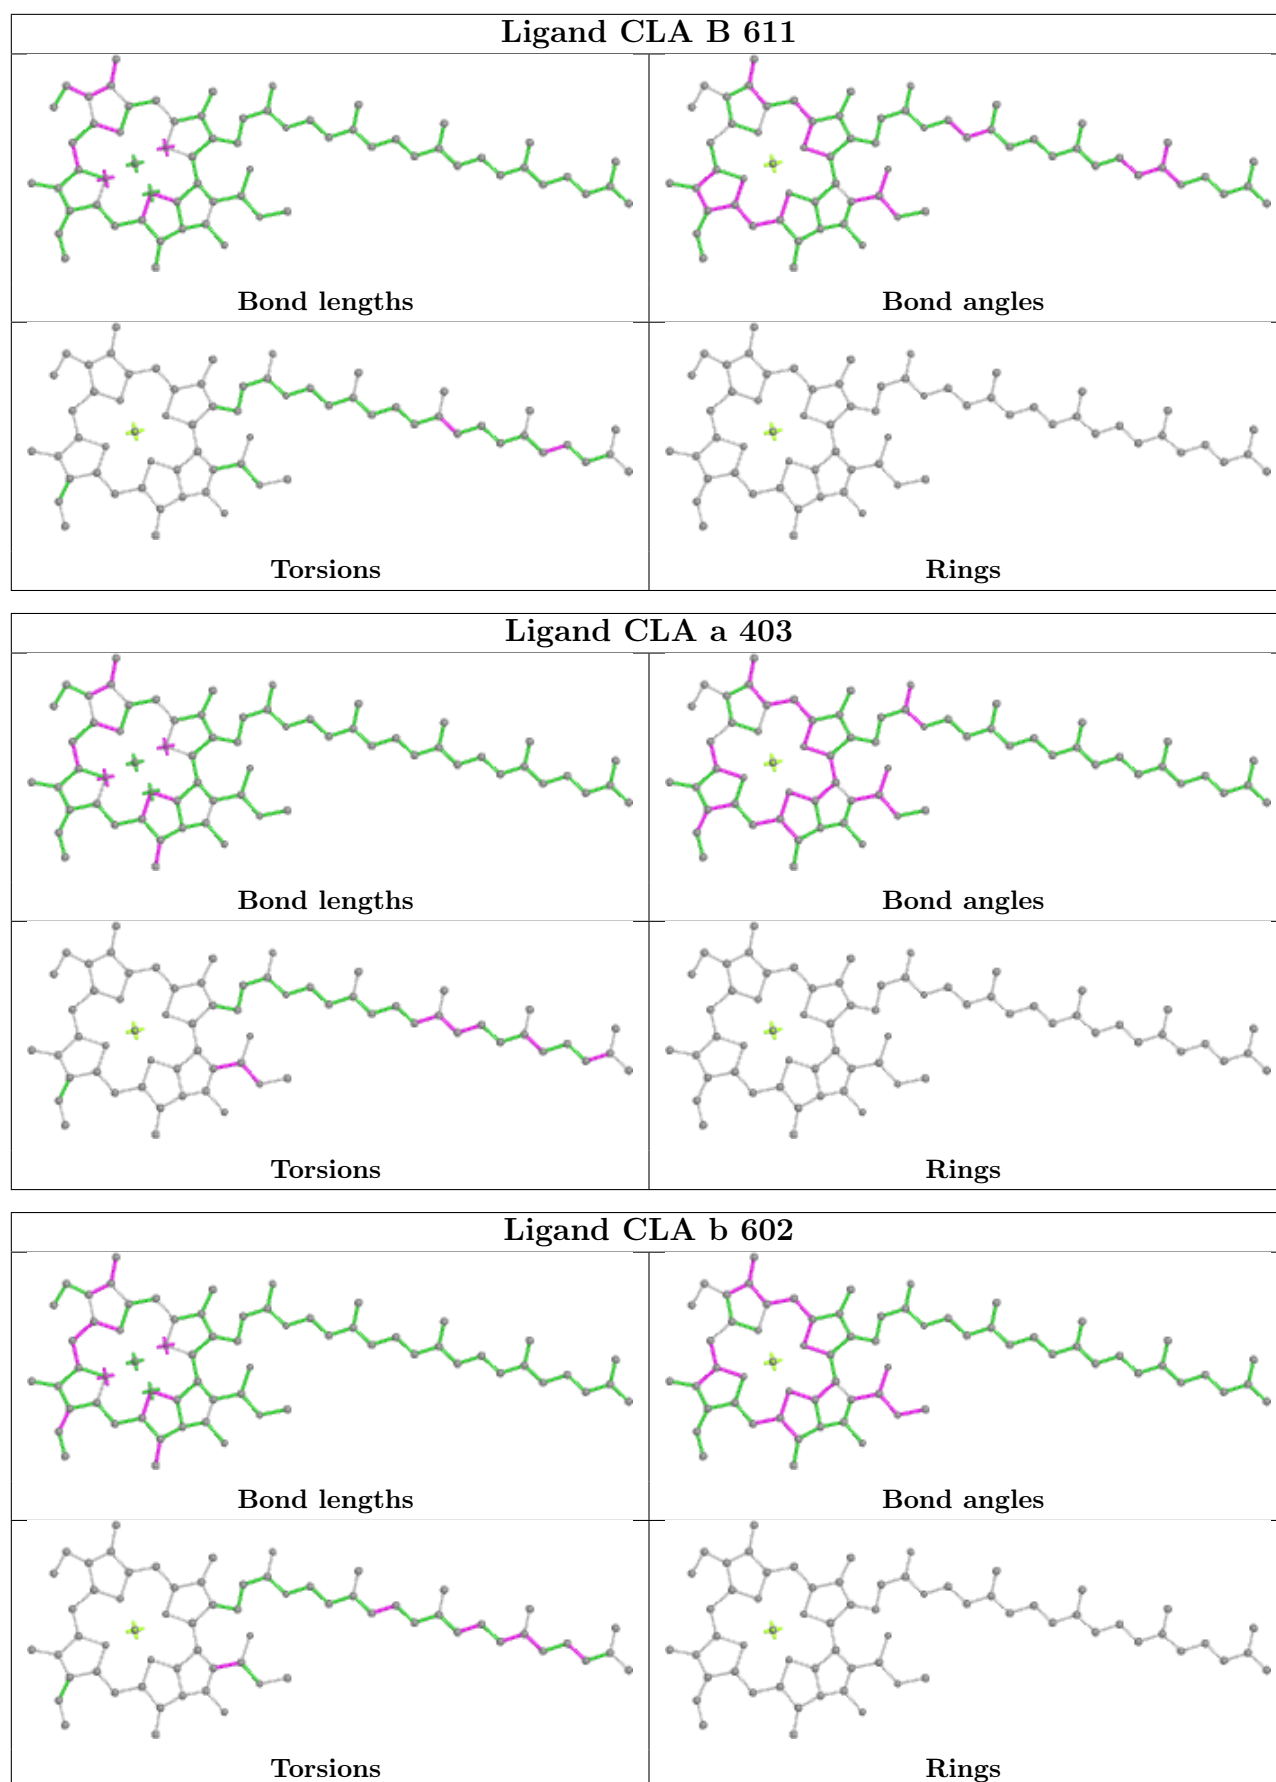 Ligand CLA B 611
Bond lengths
Bond angles
Torsions
Rings
Ligand CLA a 403
Bond lengths
Bond angles
Torsions
Rings
Ligand CLA b 602
Bond lengths
Bond angles
Torsions
Rings